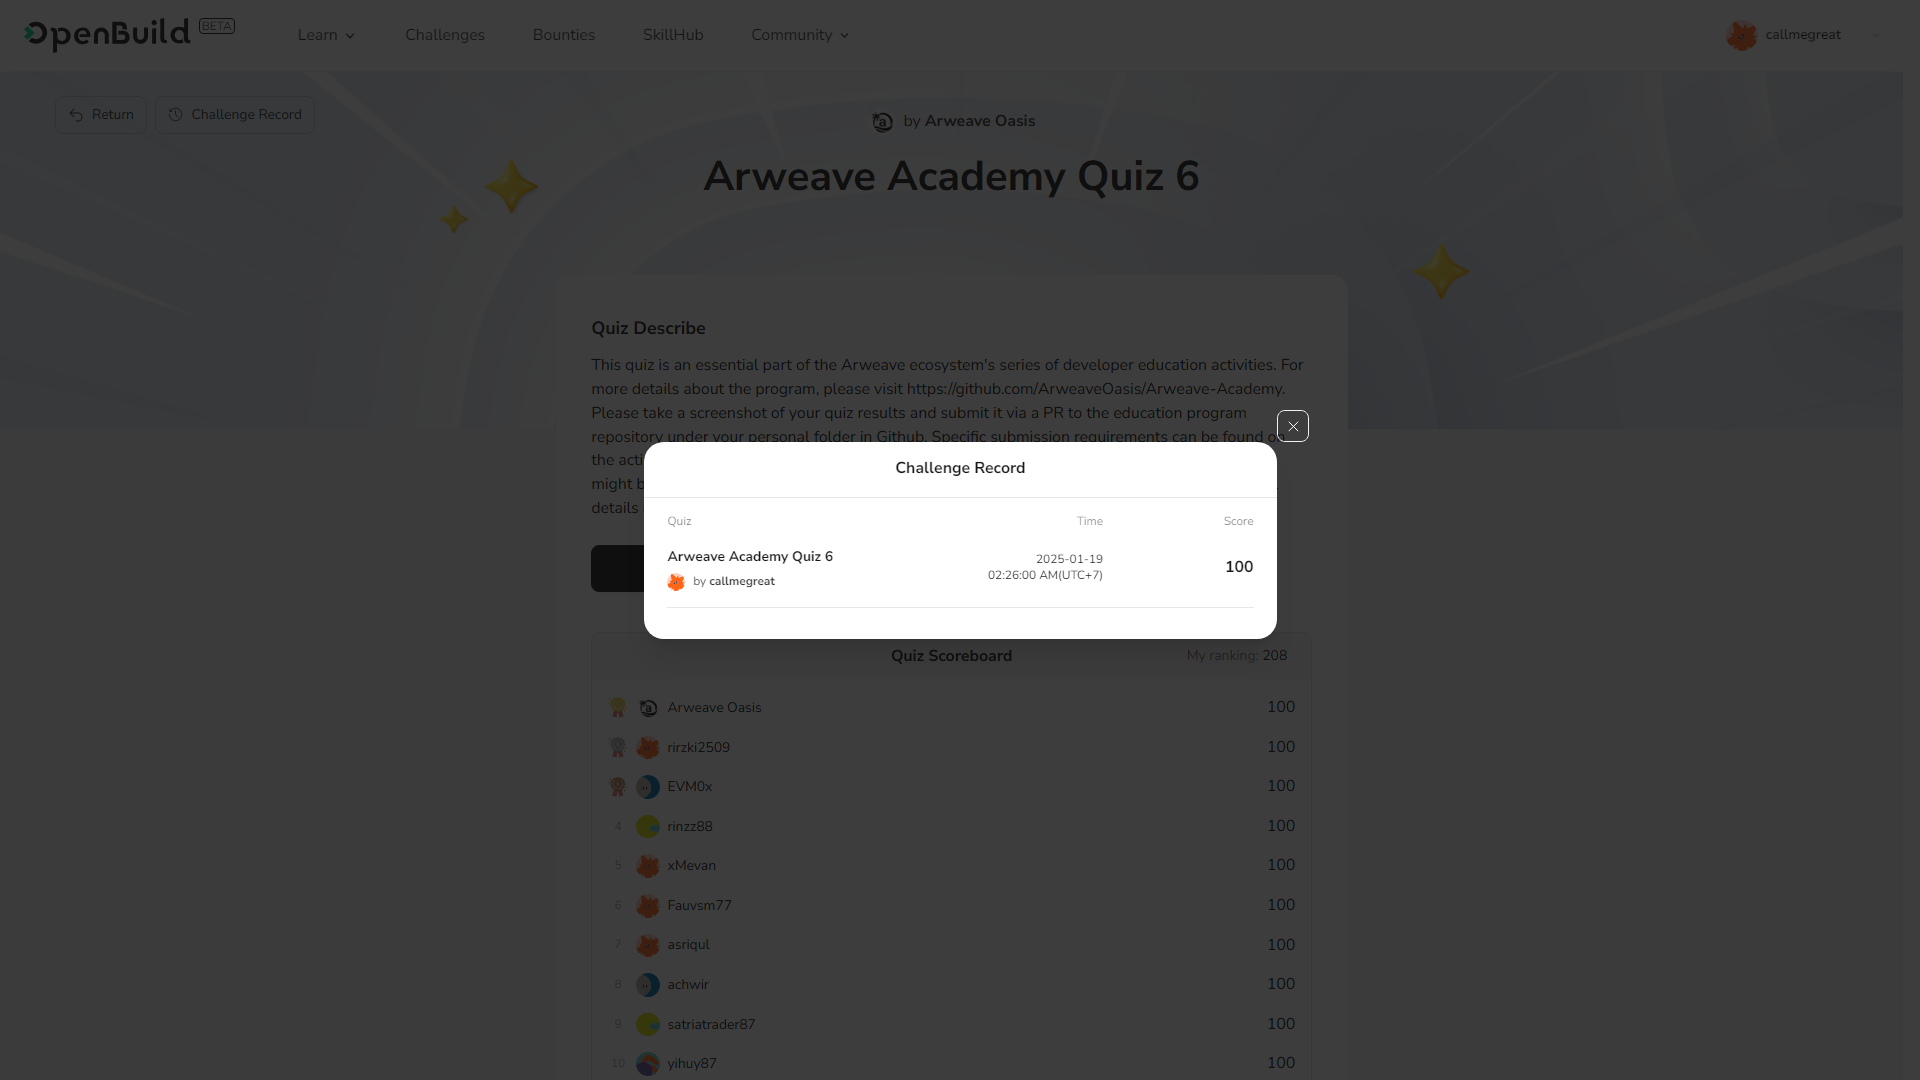 OpenBuild BETA
Learn
Challenges
Bounties
SkillHub
Community
callmegreat
Return
Challenge Record
by Arweave Oasis
Arweave Academy Quiz 6
Quiz Describe
This quiz is an essential part of the Arweave ecosystem's series of developer education activities. For
more details about the program, please visit https://github.com/ArweaveOasis/Arweave-Academy.
Please take a screenshot of your quiz results and submit it via a PR to the education program
repository under your personal folder in Github. Specific submission requirements can be found on
the acti
might b
details
Challenge Record
Quiz Time Score
Arweave Academy Quiz 6
by callmegreat
2025-01-19
02:26:00 AM(UTC+7)
100
Quiz Scoreboard
My ranking: 208
Arweave Oasis 100
rirzki2509 100
EVM0x 100
4 rinzz88 100
5 xMevan 100
6 Fauvsm77 100
7 asriqul 100
8 achwir 100
9 satriatrader87 100
10 yihuy87 100